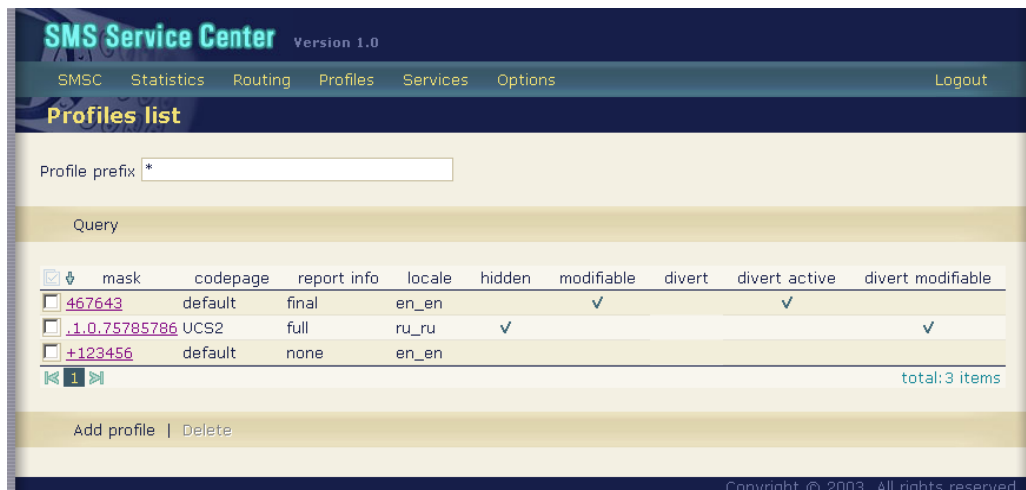 SMS Service Center Version 1.0
SMSC Statistics Routing Profiles Services Options Logout
Profiles list
Profile prefix *
Query
mask codepage report info locale hidden modifiable divert divert active divert modifiable
467643 default final en_en
.1.0.75785786 UCS2 full ru_ru
+123456 default none en_en
1 total:3 items
Add profile | Delete
Copyright © 2003. All rights reserved